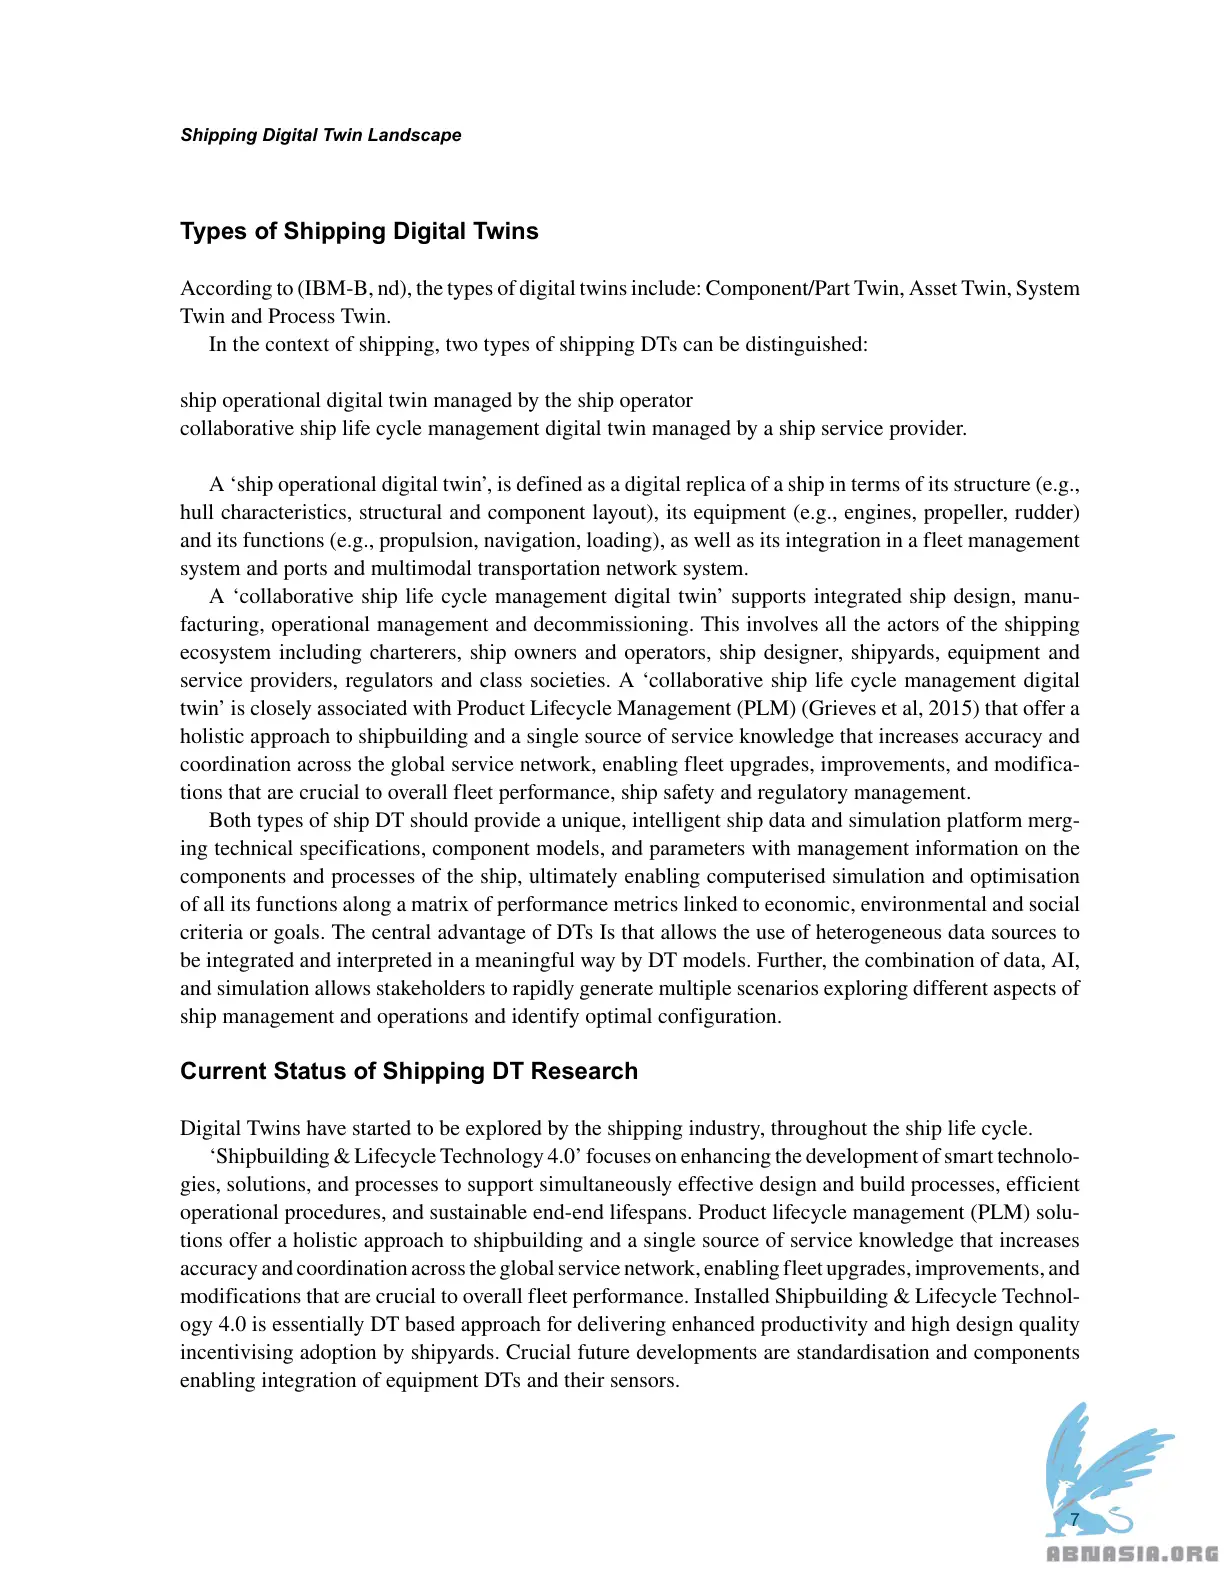 Shipping Digital Twin Landscape
Types of Shipping Digital Twins
According to (IBM-B, nd), the types of digital twins include: Component/Part Twin, Asset Twin, System
Twin and Process Twin.
In the context of shipping, two types of shipping DTs can be distinguished:
ship operational digital twin managed by the ship operator
collaborative ship life cycle management digital twin managed by a ship service provider.
A ‘ship operational digital twin’, is defined as a digital replica of a ship in terms of its structure (e.g.,
hull characteristics, structural and component layout), its equipment (e.g., engines, propeller, rudder)
and its functions (e.g., propulsion, navigation, loading), as well as its integration in a fleet management
system and ports and multimodal transportation network system.
A ‘collaborative ship life cycle management digital twin’ supports integrated ship design, manu-
facturing, operational management and decommissioning. This involves all the actors of the shipping
ecosystem including charterers, ship owners and operators, ship designer, shipyards, equipment and
service providers, regulators and class societies. A ‘collaborative ship life cycle management digital
twin’ is closely associated with Product Lifecycle Management (PLM) (Grieves et al, 2015) that offer a
holistic approach to shipbuilding and a single source of service knowledge that increases accuracy and
coordination across the global service network, enabling fleet upgrades, improvements, and modifica-
tions that are crucial to overall fleet performance, ship safety and regulatory management.
Both types of ship DT should provide a unique, intelligent ship data and simulation platform merg-
ing technical specifications, component models, and parameters with management information on the
components and processes of the ship, ultimately enabling computerised simulation and optimisation
of all its functions along a matrix of performance metrics linked to economic, environmental and social
criteria or goals. The central advantage of DTs Is that allows the use of heterogeneous data sources to
be integrated and interpreted in a meaningful way by DT models. Further, the combination of data, AI,
and simulation allows stakeholders to rapidly generate multiple scenarios exploring different aspects of
ship management and operations and identify optimal configuration.
Current Status of Shipping DT Research
Digital Twins have started to be explored by the shipping industry, throughout the ship life cycle.
‘Shipbuilding & Lifecycle Technology 4.0’ focuses on enhancing the development of smart technolo-
gies, solutions, and processes to support simultaneously effective design and build processes, efficient
operational procedures, and sustainable end-end lifespans. Product lifecycle management (PLM) solu-
tions offer a holistic approach to shipbuilding and a single source of service knowledge that increases
accuracy and coordination across the global service network, enabling fleet upgrades, improvements, and
modifications that are crucial to overall fleet performance. Installed Shipbuilding & Lifecycle Technol-
ogy 4.0 is essentially DT based approach for delivering enhanced productivity and high design quality
incentivising adoption by shipyards. Crucial future developments are standardisation and components
enabling integration of equipment DTs and their sensors.
7
ABNASIA.ORG